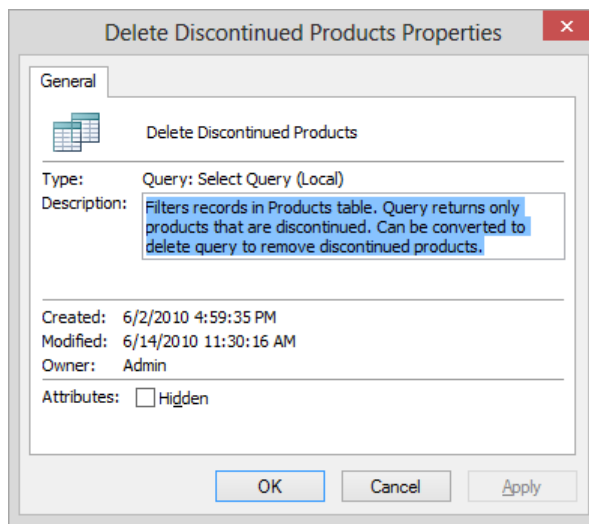 Delete Discontinued Products Properties
General
Delete Discontinued Products
Type: Query: Select Query (Local)
Description: Filters records in Products table. Query returns only
products that are discontinued. Can be converted to
delete query to remove discontinued products.
Created: 6/2/2010 4:59:35 PM
Modified: 6/14/2010 11:30:16 AM
Owner: Admin
Attributes: Hidden
OK Cancel Apply